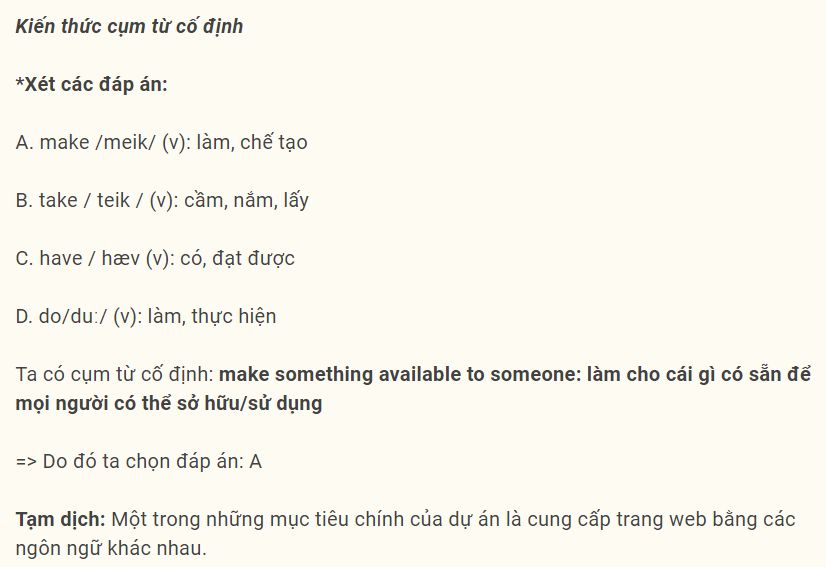 Kiến thức cụm từ cố định
*Xét các đáp án:
A. make /meik/ (v): làm, chế tạo
B. take / teik / (v): cầm, nắm, lấy
C. have / hæv (v): có, đạt được
D. do/duː/ (v): làm, thực hiện
Ta có cụm từ cố định: make something available to someone: làm cho cái gì có sẵn để
mọi người có thể sở hữu/sử dụng
=> Do đó ta chọn đáp án: A
Tạm dịch: Một trong những mục tiêu chính của dự án là cung cấp trang web bằng các
ngôn ngữ khác nhau.